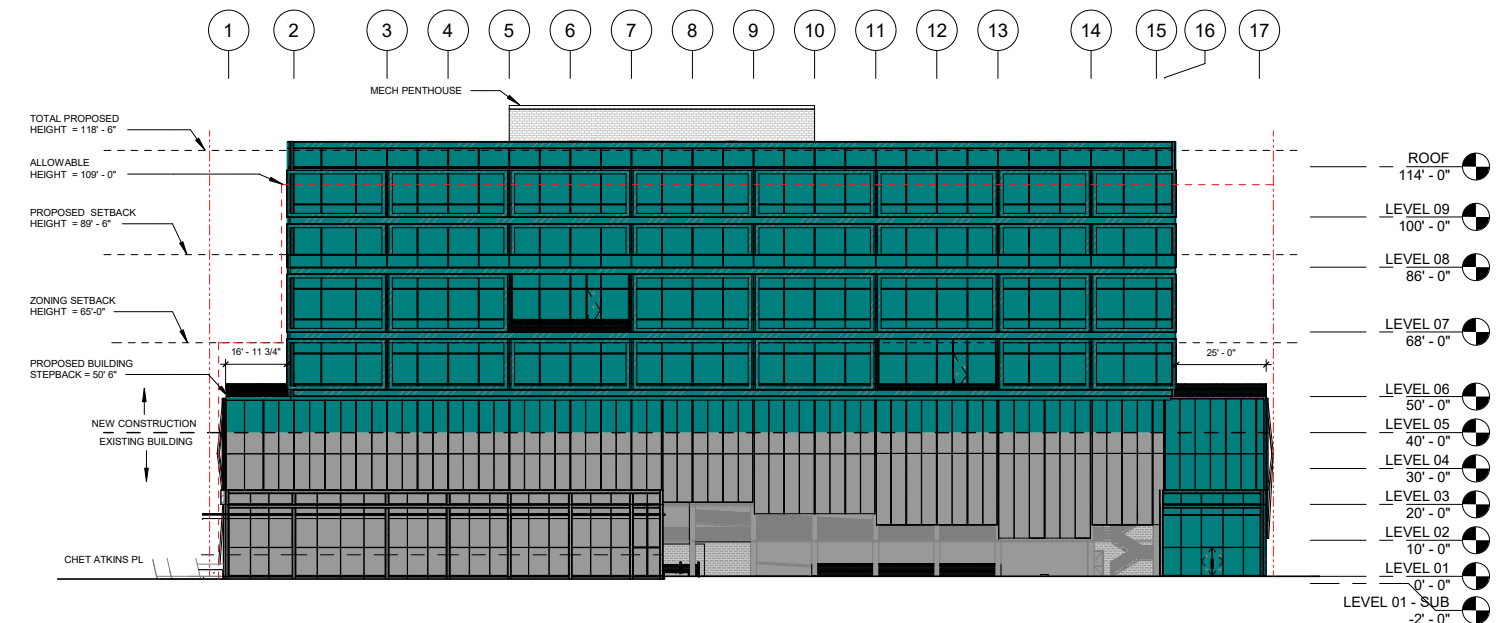 1 2 3 4 5 6 7 8 9 10 11 12 13 14 15 16 17
MECH PENTHOUSE
TOTAL PROPOSED
HEIGHT = 118' - 6"
ALLOWABLE
HEIGHT = 109' - 0"
PROPOSED SETBACK
HEIGHT = 89' - 6"
ZONING SETBACK
HEIGHT = 65'-0"
16' - 11 3/4"
25' - 0"
PROPOSED BUILDING
STEPBACK = 50' 6"
NEW CONSTRUCTION
EXISTING BUILDING
CHET ATKINS PL
ROOF
114' - 0"
LEVEL 09
100' - 0"
LEVEL 08
86' - 0"
LEVEL 07
68' - 0"
LEVEL 06
50' - 0"
LEVEL 05
40' - 0"
LEVEL 04
30' - 0"
LEVEL 03
20' - 0"
LEVEL 02
10' - 0"
LEVEL 01
0' - 0"
LEVEL 01 - SUB
-2' - 0"